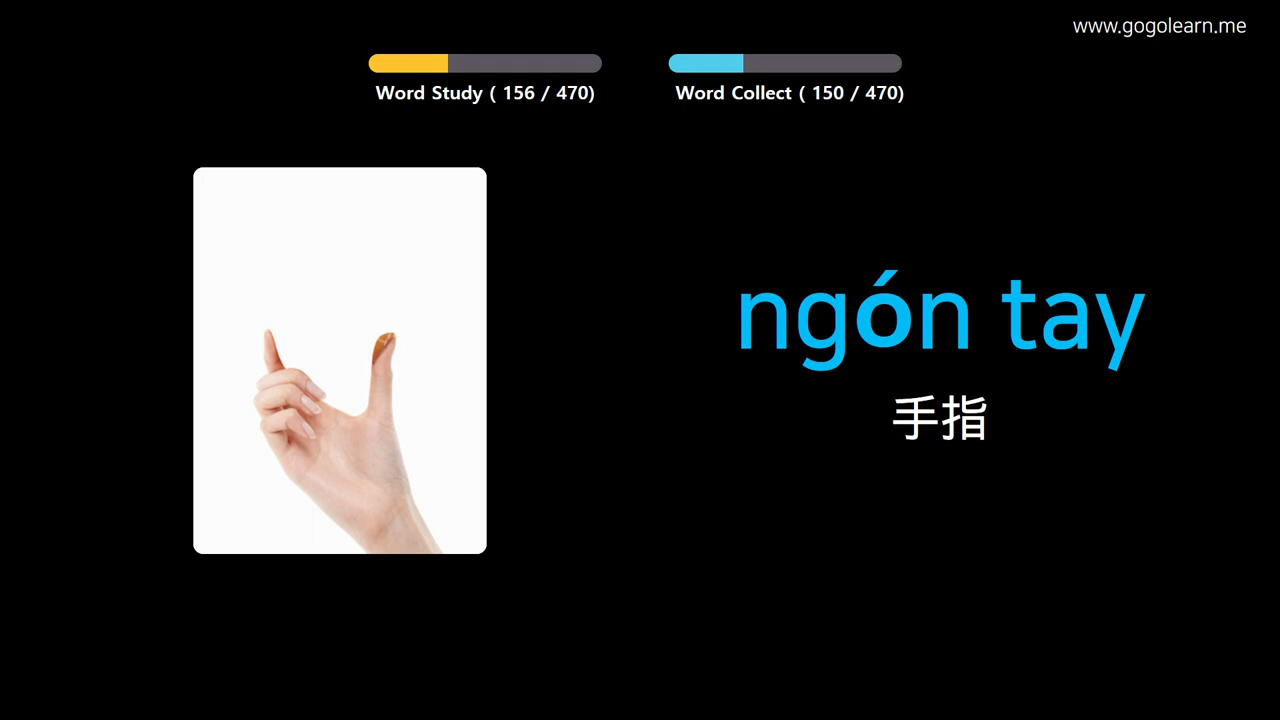 www.gogolearn.me
Word Study ( 156 / 470)
Word Collect ( 150 / 470)
ngón tay
手指